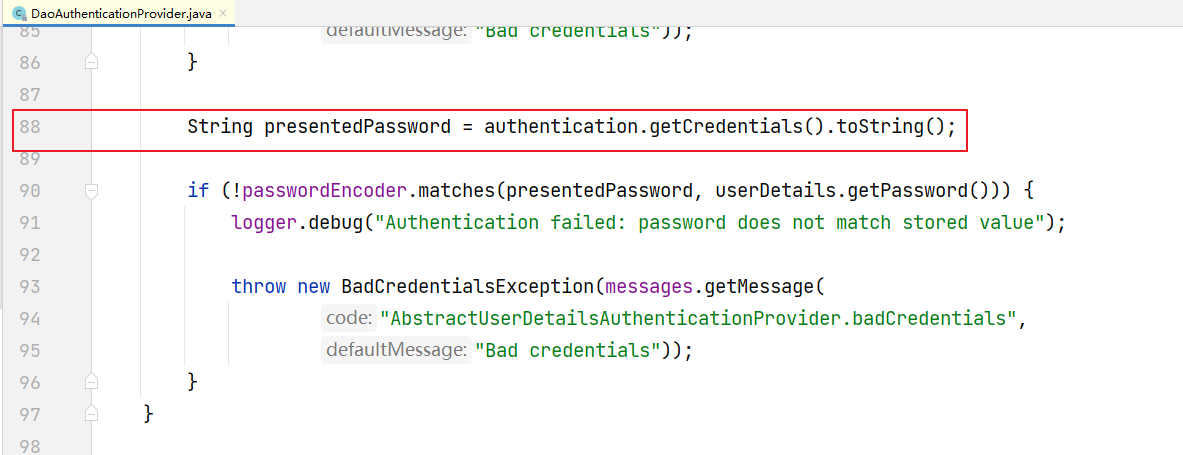 DaoAuthenticationProvider.java
85 defaultMessage: "Bad credentials"));
86 }
87
88 String presentedPassword = authentication.getCredentials().toString();
89
90 if (!passwordEncoder.matches(presentedPassword, userDetails.getPassword())) {
91 logger.debug("Authentication failed: password does not match stored value");
92
93 throw new BadCredentialsException(messages.getMessage(
94 code: "AbstractUserDetailsAuthenticationProvider.badCredentials",
95 defaultMessage: "Bad credentials"));
96 }
97 }
98